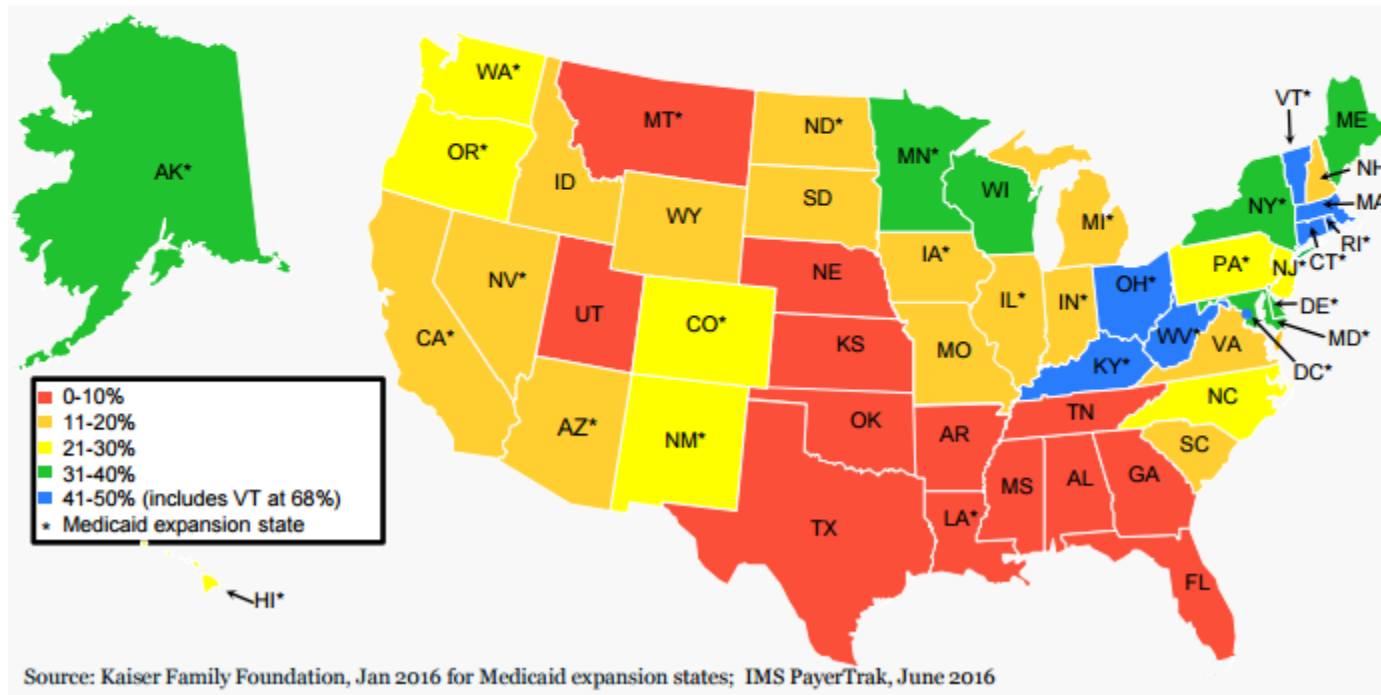 VT*
WA*
MT*
ND*
ME
MN*
OR*
NH
AK*
ID
WI
SD
MA
NY*
WY
MI*
RI*
PA*
NJ*
CT*
IA*
NE
NV*
OH*
IL*
IN*
DE*
UT
CO*
CA*
WV*
VA
MD*
KS
MO
KY*
DC*
0-10%
11-20%
21-30%
31-40%
41-50% (includes VT at 68%)
* Medicaid expansion state
NC
TN
OK
AR
AZ*
NM*
SC
MS
AL
GA
LA*
TX
FL
HI*
Source: Kaiser Family Foundation, Jan 2016 for Medicaid expansion states; IMS PayerTrak, June 2016